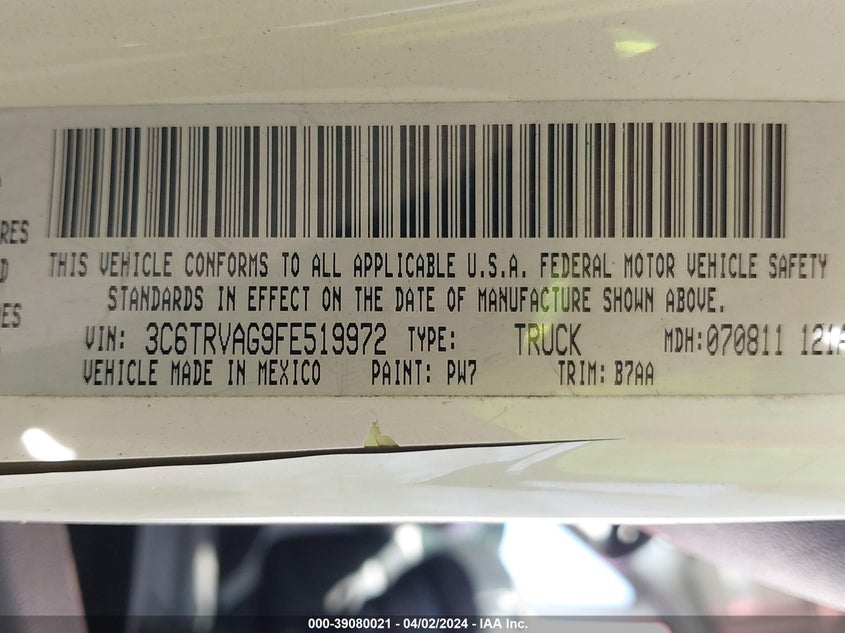 RES
D
ES
THIS VEHICLE CONFORMS TO ALL APPLICABLE U.S.A. FEDERAL MOTOR VEHICLE SAFETY
STANDARDS IN EFFECT ON THE DATE OF MANUFACTURE SHOWN ABOVE.
VIN: 3C6TRVAG9FE519972 TYPE: TRUCK MDH:070811 121A
VEHICLE MADE IN MEXICO PAINT: PW7 TRIM: B7AA
000-39080021 - 04/02/2024 - IAA Inc.